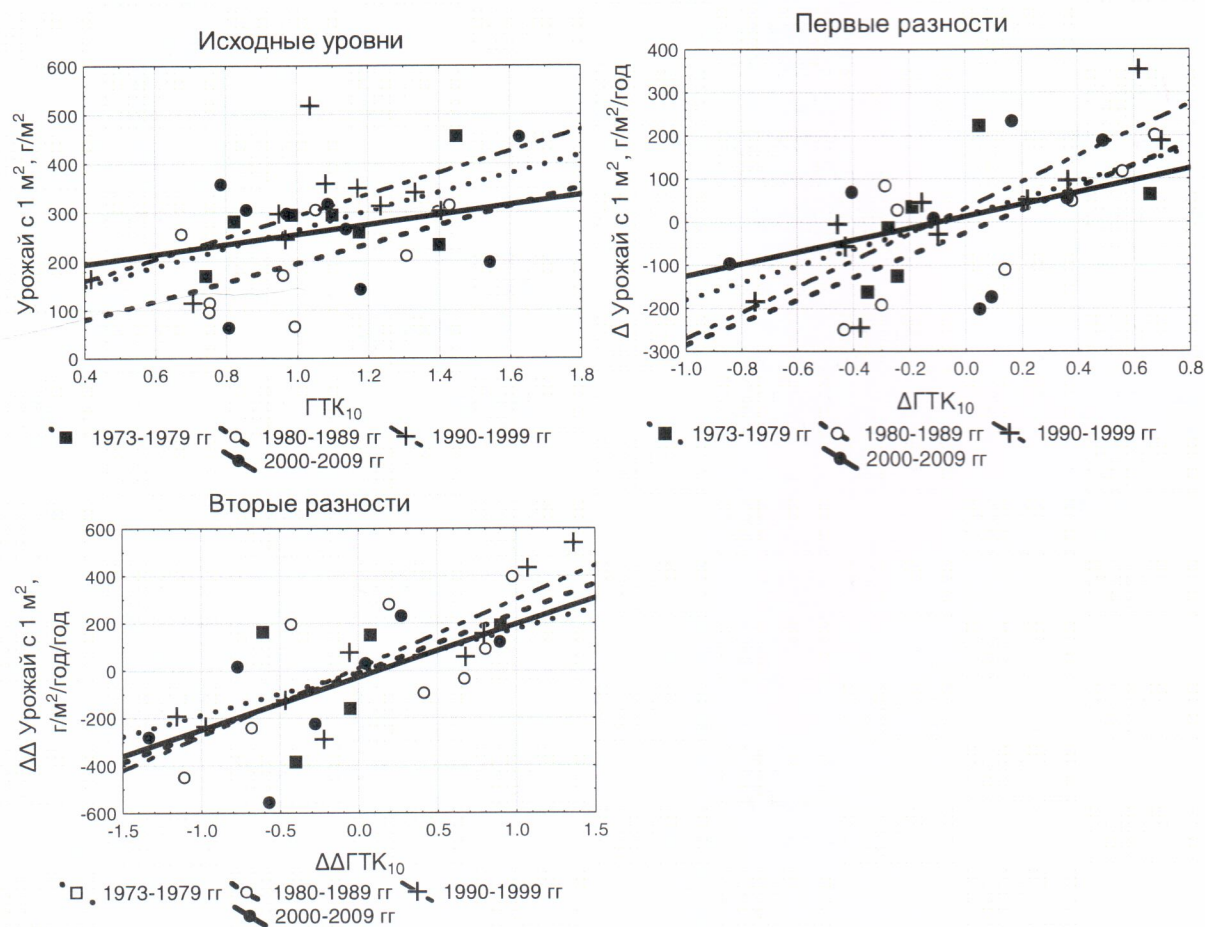 Исходные уровни
Урожай с 1 м², г/м²
600
500
400
300
200
100
0
0.4 0.6 0.8 1.0 1.2 1.4 1.6 1.8
ГТК₁₀
1973-1979 гг 1980-1989 гг 1990-1999 гг
2000-2009 гг
Первые разности
Δ Урожай с 1 м², г/м²/год
400
300
200
100
0
-100
-200
-300
-1.0 -0.8 -0.6 -0.4 -0.2 0.0 0.2 0.4 0.6 0.8
ΔГТК₁₀
1973-1979 гг 1980-1989 гг 1990-1999 гг
2000-2009 гг
Вторые разности
ΔΔ Урожай с 1 м²,
г/м²/год/год
600
400
200
0
-200
-400
-600
-1.5 -1.0 -0.5 0.0 0.5 1.0 1.5
ΔΔГТК₁₀
1973-1979 гг 1980-1989 гг 1990-1999 гг
2000-2009 гг